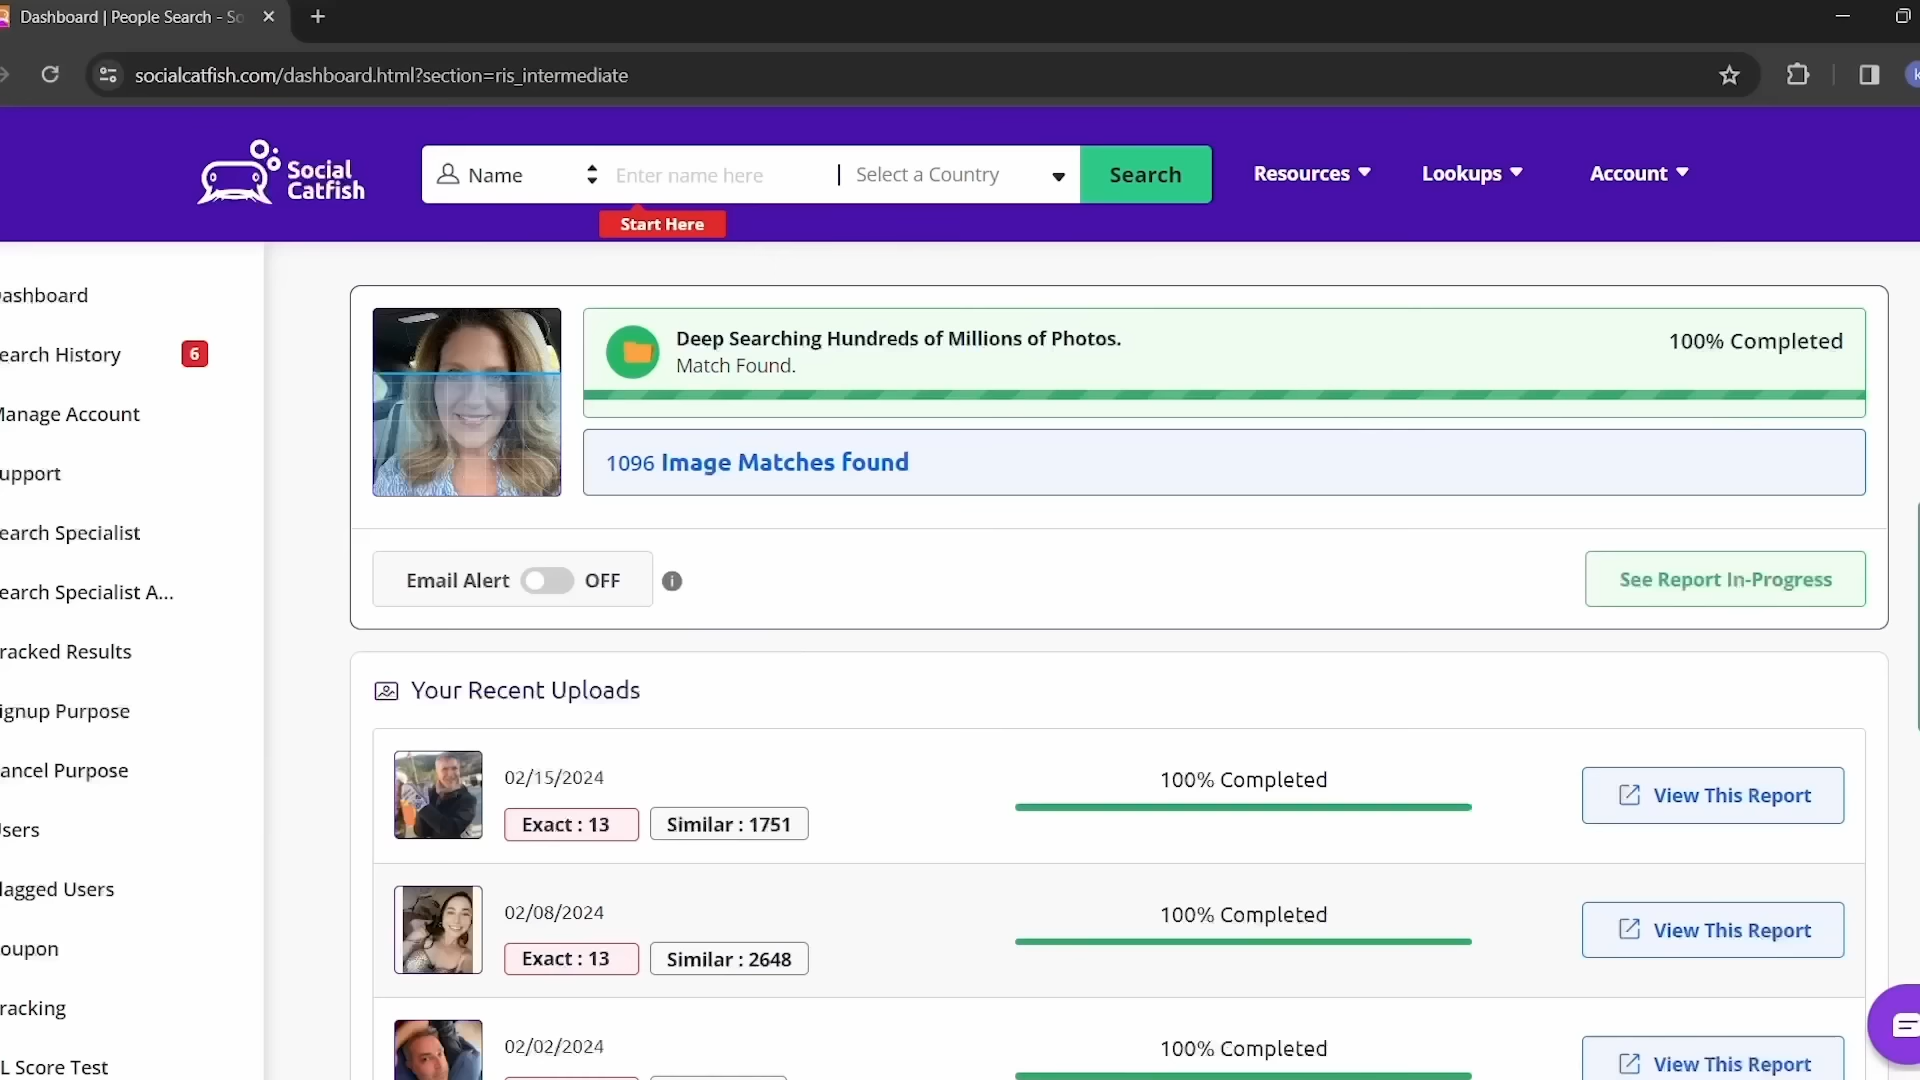 Dashboard | People Search - So
socialcatfish.com/dashboard.html?section=ris_intermediate
Social
Catfish
Name
Enter name here
Select a Country
Search
Resources
Lookups
Account
Start Here
ashboard
earch History
6
anage Account
upport
earch Specialist
earch Specialist A...
racked Results
ignup Purpose
ancel Purpose
sers
lagged Users
oupon
racking
L Score Test
Deep Searching Hundreds of Millions of Photos.
Match Found.
100% Completed
1096 Image Matches found
Email Alert
OFF
See Report In-Progress
Your Recent Uploads
02/15/2024
Exact : 13
Similar : 1751
100% Completed
View This Report
02/08/2024
Exact : 13
Similar : 2648
100% Completed
View This Report
02/02/2024
100% Completed
View This Report